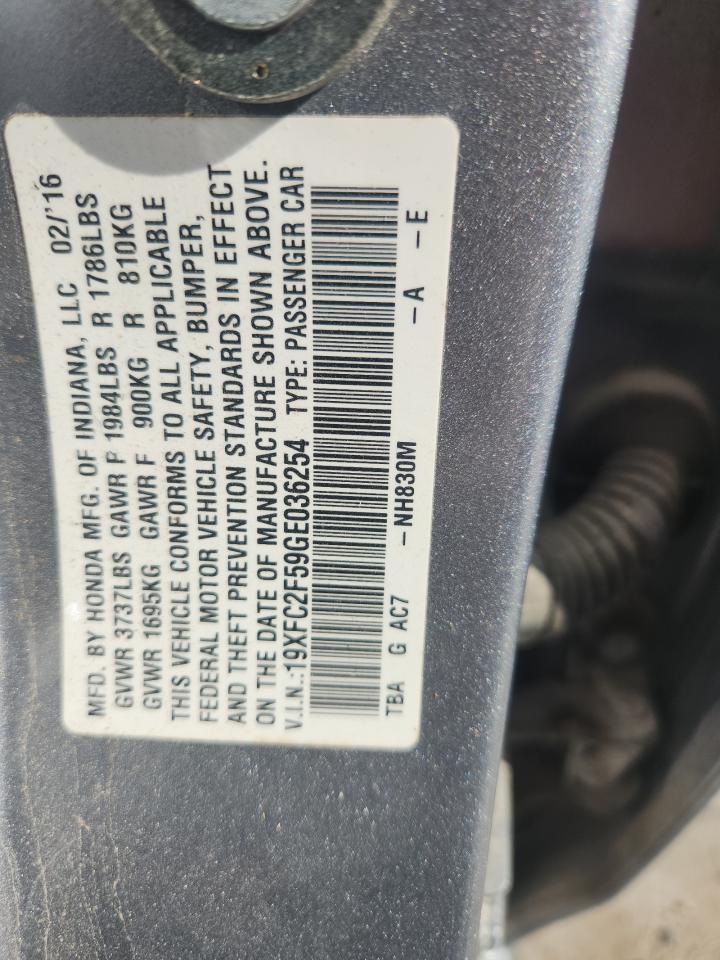 MFD. BY HONDA MFG. OF INDIANA, LLC 02/'16
GVWR 3737LBS GAWR F 1984LBS R 1786LBS
GVWR 1695KG GAWR F 900KG R 810KG
THIS VEHICLE CONFORMS TO ALL APPLICABLE
FEDERAL MOTOR VEHICLE SAFETY, BUMPER,
AND THEFT PREVENTION STANDARDS IN EFFECT
ON THE DATE OF MANUFACTURE SHOWN ABOVE.
V.I.N.:19XFC2F59GE036254 TYPE: PASSENGER CAR
TBA G AC7 -NH830M -A -E